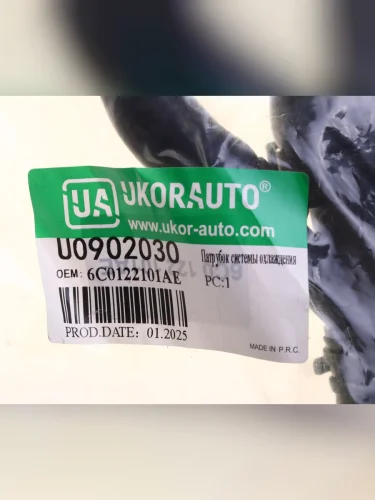 UA UKORAUTO®
www.ukor-auto.com
U0902030
Патрубок системы охлаждения
OEM: 6C0122101AE
PC:1
PROD.DATE: 01.2025
MADE IN P.R.C.